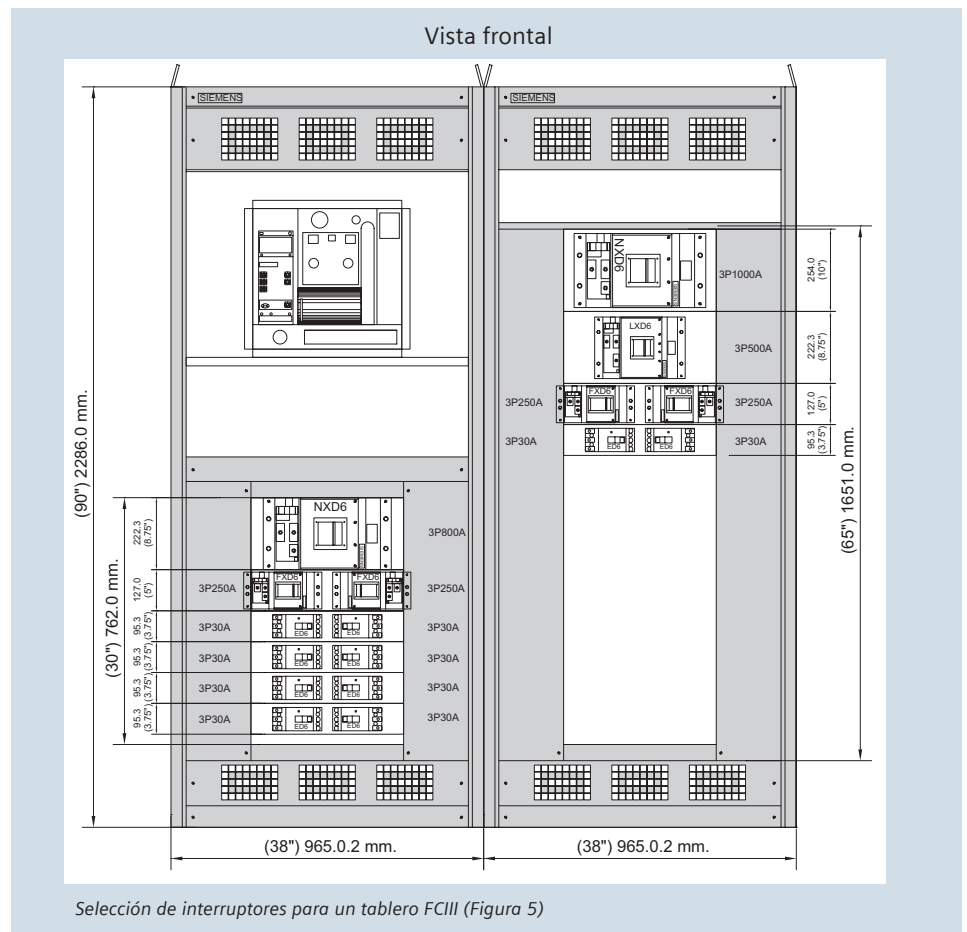 Vista frontal
SIEMENS
SIEMENS
(90") 2286.0 mm.
NXD6
3P1000A
254.0
(10")
LXD6
3P500A
222.3
(8.75")
3P250A
FXD6
FXD6
3P250A
127.0
(5")
3P30A
ED6
ED6
3P30A
95.3
(3.75")
(65") 1651.0 mm.
(30") 762.0 mm.
222.3
(8.75")
NXD6
3P800A
127.0
(5")
3P250A
FXD6
FXD6
3P250A
95.3
(3.75")
3P30A
ED6
ED6
3P30A
95.3
(3.75")
3P30A
ED6
ED6
3P30A
95.3
(3.75")
3P30A
ED6
ED6
3P30A
95.3
(3.75")
3P30A
ED6
ED6
3P30A
(38") 965.0.2 mm.
(38") 965.0.2 mm.
Selección de interruptores para un tablero FCIII (Figura 5)